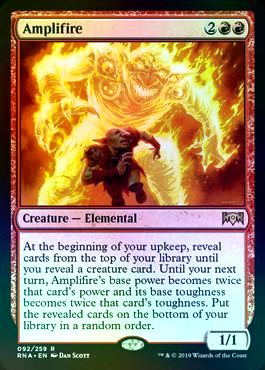 Amplifire 2
Creature — Elemental
At the beginning of your upkeep, reveal
cards from the top of your library until
you reveal a creature card. Until your next
turn, Amplifire's base power becomes twice
that card's power and its base toughness
becomes twice that card's toughness. Put
the revealed cards on the bottom of your
library in a random order.
1/1
092/259 R
RNA • EN DAN SCOTT
™ & © 2019 Wizards of the Coast